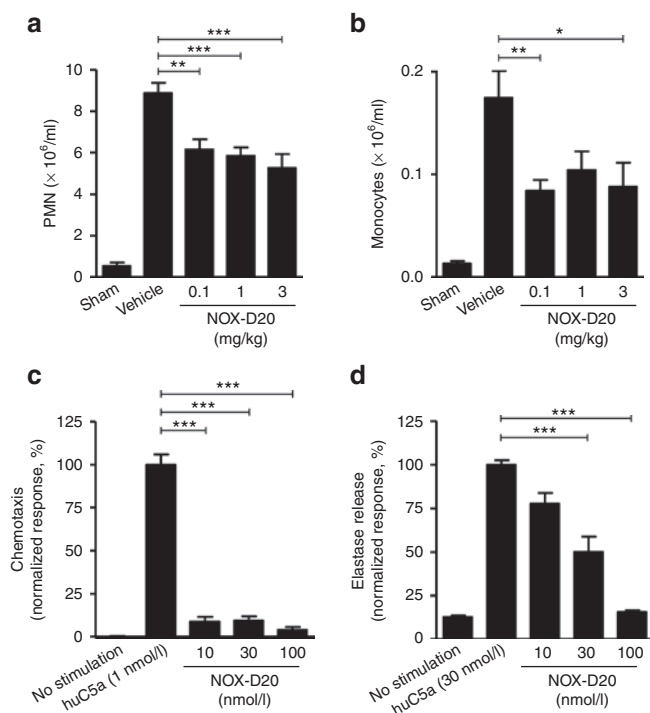 a
***
***
**
10
8
6
4
2
0
PMN (× 10⁶/ml)
Sham
Vehicle
0.1 1 3
NOX-D20
(mg/kg)
b
*
**
0.2
0.1
0.0
Monocytes (× 10⁶/ml)
Sham
Vehicle
0.1 1 3
NOX-D20
(mg/kg)
c
***
***
***
125
100
75
50
25
0
Chemotaxis
(normalized response, %)
No stimulation
huC5a (1 nmol/l)
10 30 100
NOX-D20
(nmol/l)
d
***
***
125
100
75
50
25
0
Elastase release
(normalized response, %)
No stimulation
huC5a (30 nmol/l)
10 30 100
NOX-D20
(nmol/l)